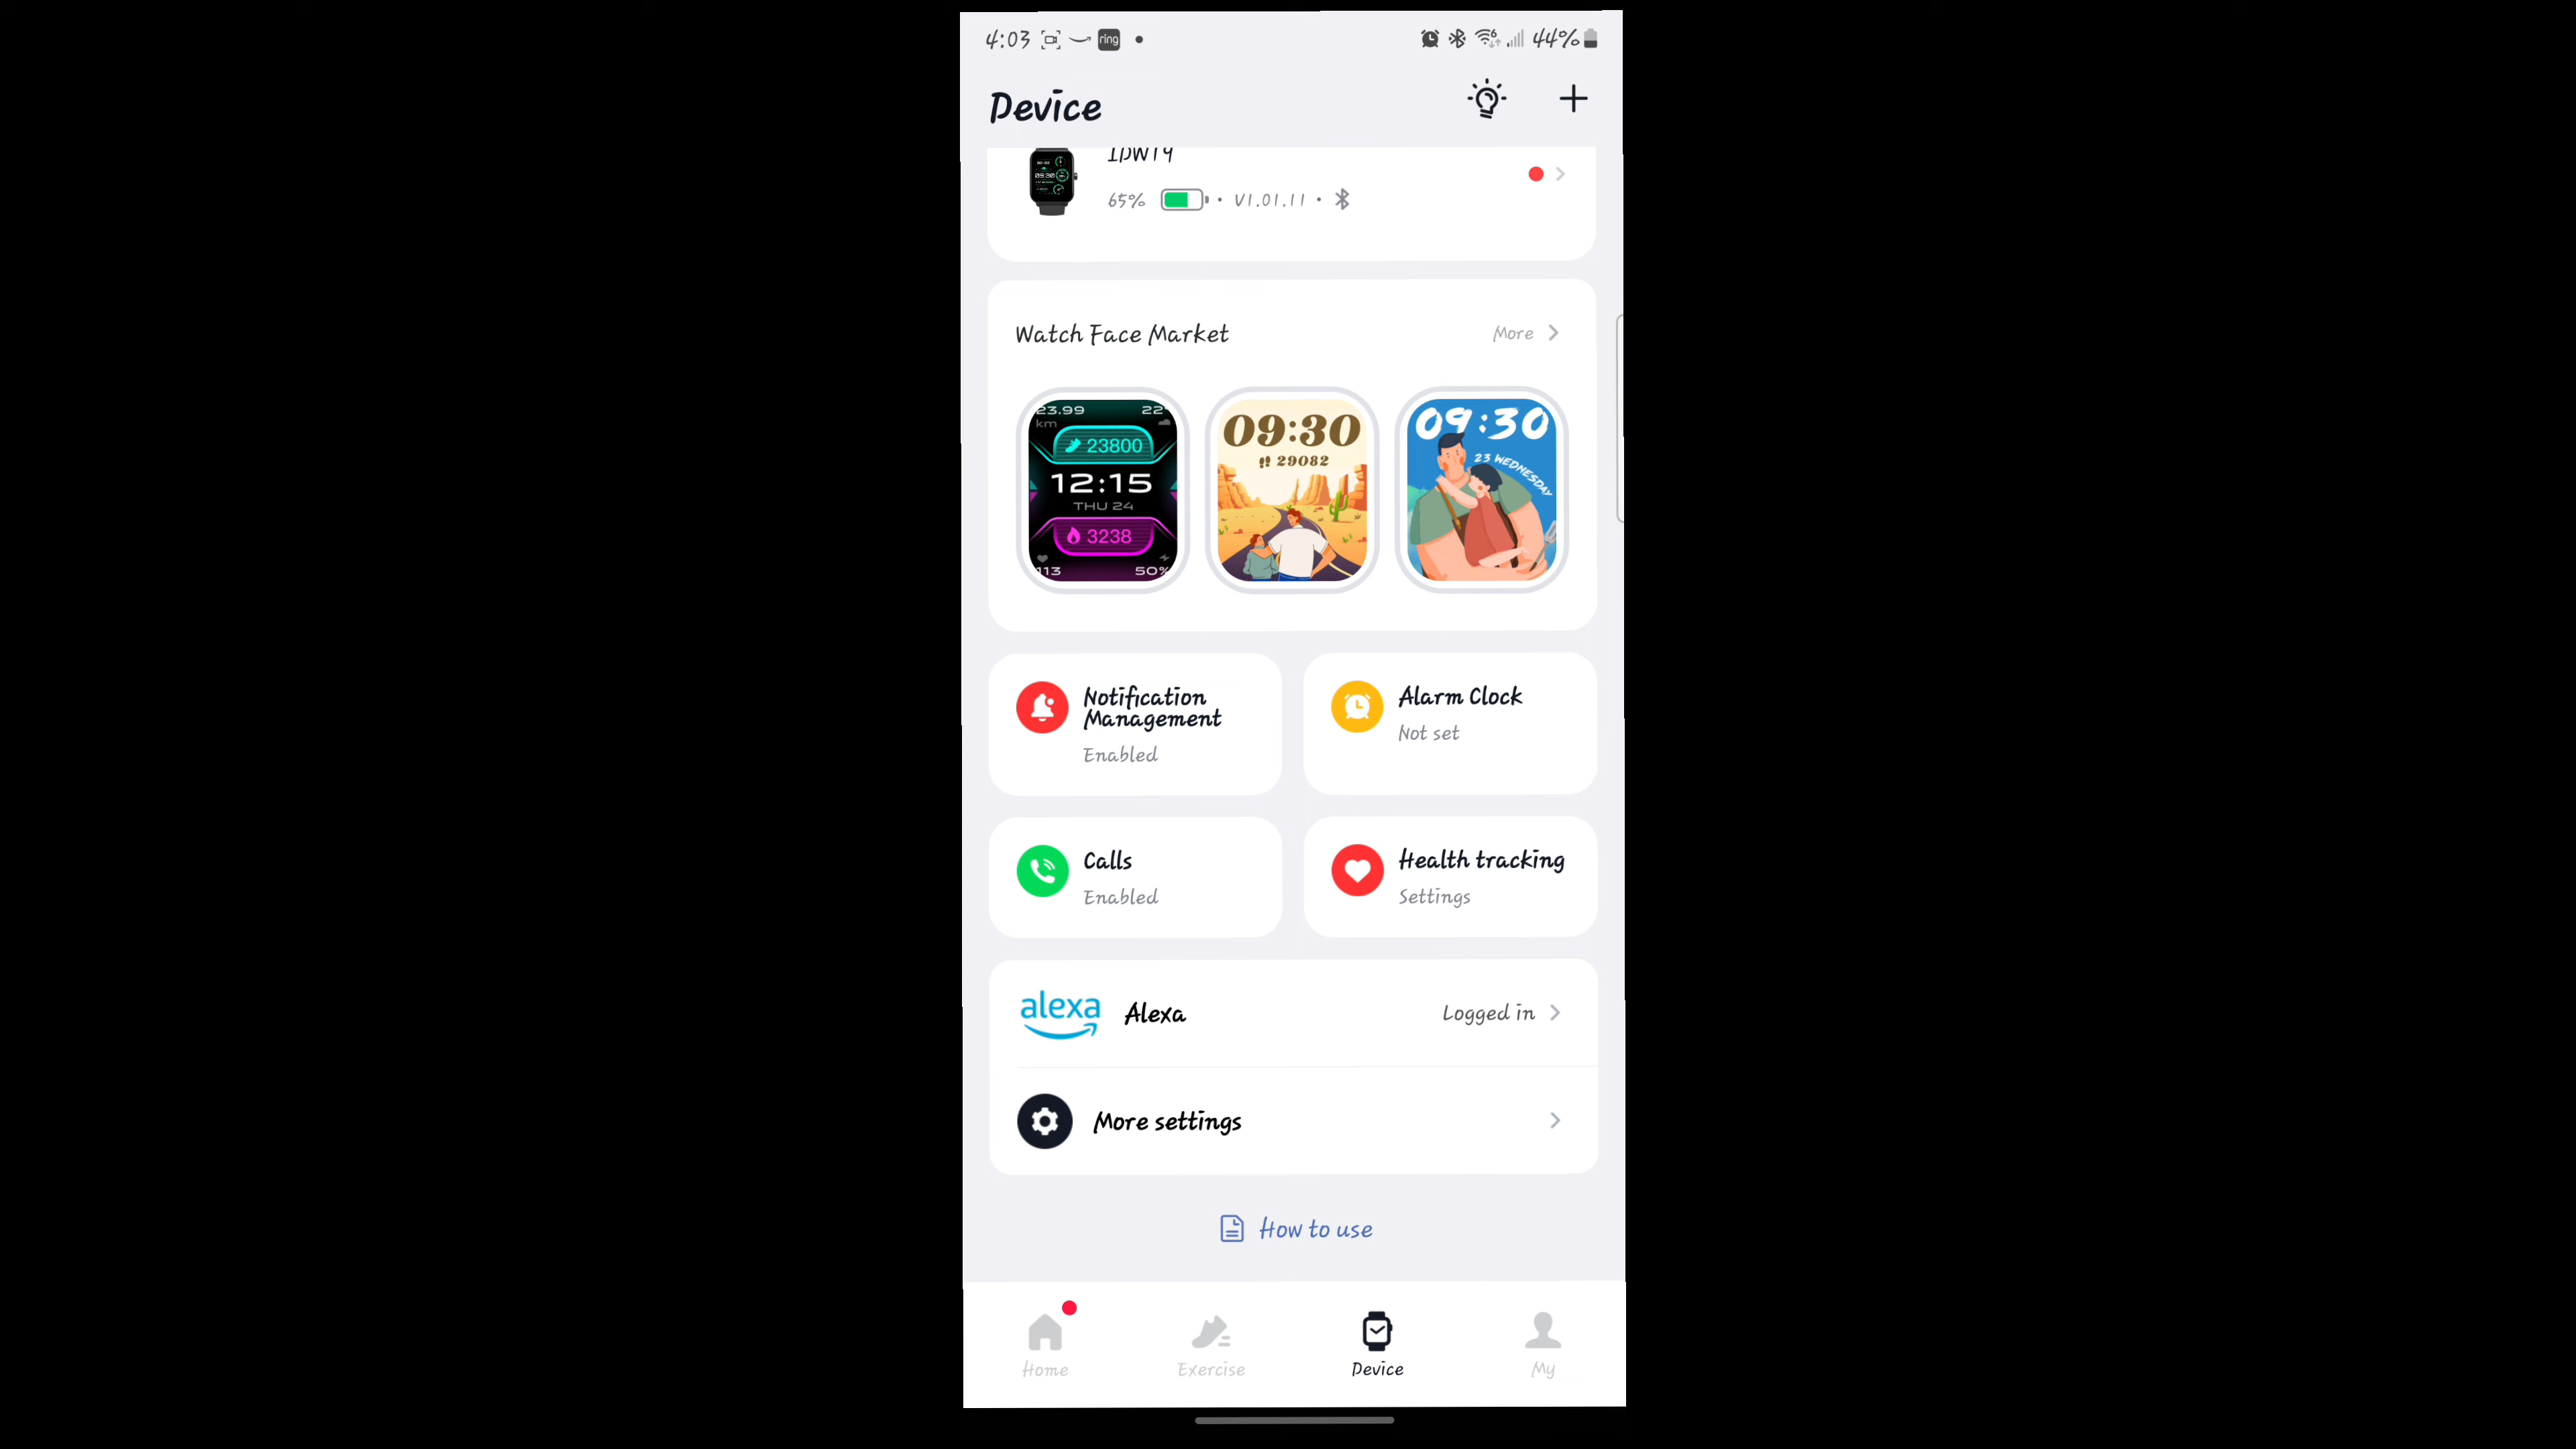 4:03 ring 44%
Device
IDW19
65% • V1.01.11 •
Watch Face Market More
23.99 22
km
23800
12:15
THU 24
3238
113 50%
09:30
29082
09:30
23 WEDNESDAY
Notification
Management
Enabled
Alarm Clock
Not set
Calls
Enabled
Health tracking
Settings
alexa Alexa Logged in
More settings
How to use
Home Exercise Device My